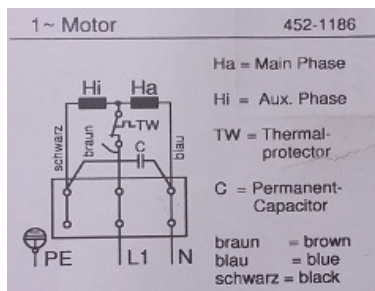 1~ Motor 452-1186
Ha = Main Phase
Hi = Aux. Phase
TW = Thermal-
protector
C = Permanent-
Capacitor
braun = brown
blau = blue
schwarz = black
Hi Ha
TW
schwarz
braun
C
blau
PE L1 N